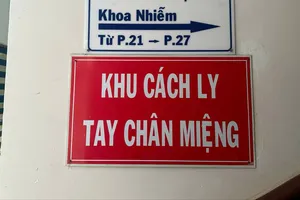 Khoa Nhiễm
Từ P.21 → P.27
KHU CÁCH LY
TAY CHÂN MIỆNG